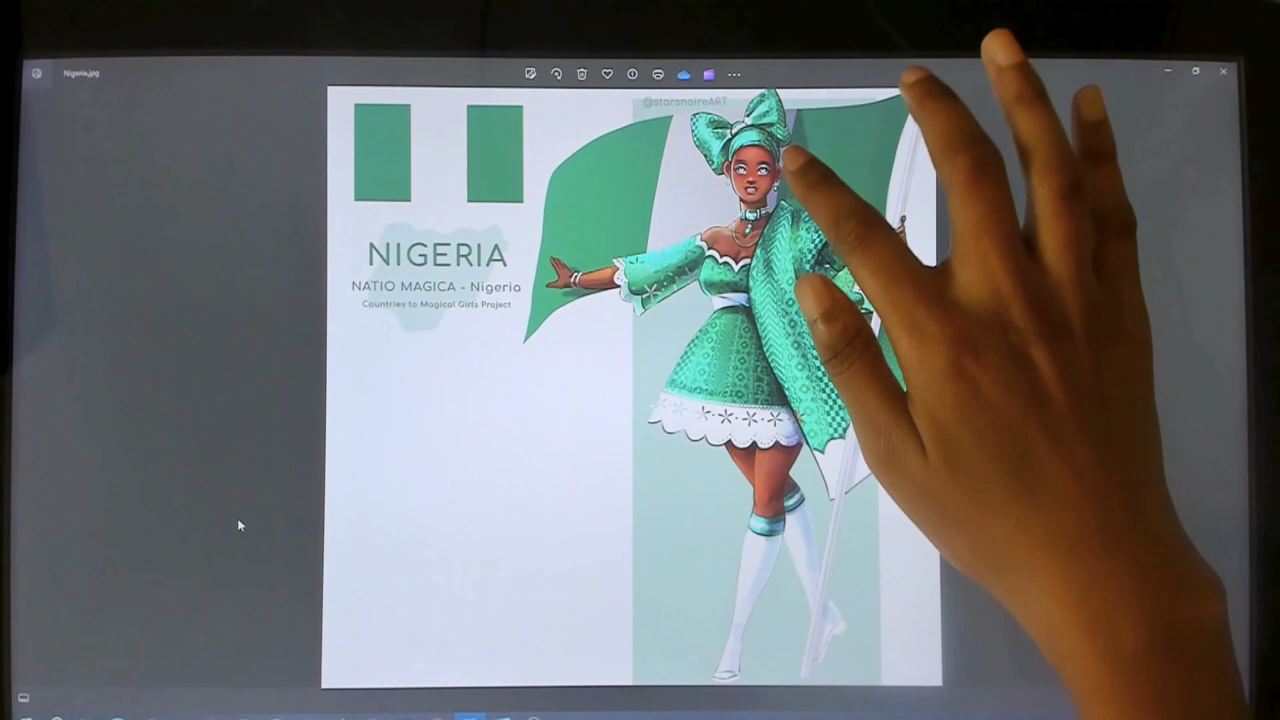 Nigeria.jpg
@starsnoireART
NIGERIA
NATIO MAGICA - Nigeria
Countries to Magical Girls Project